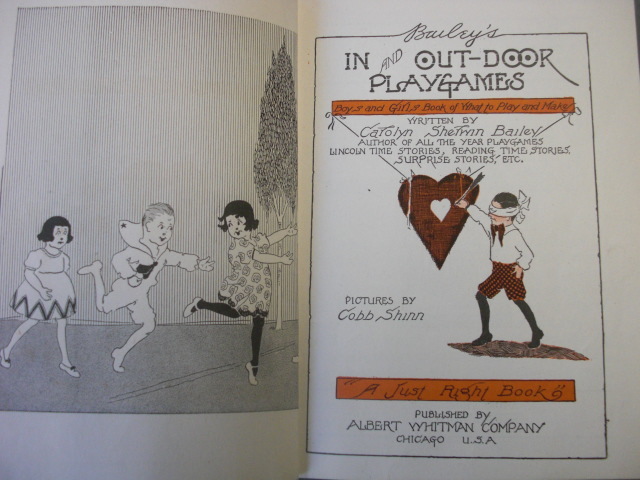 Bailey's
IN AND OUT-DOOR
PLAYGAMES
Boys and Girls Book of What to Play and Make
WRITTEN BY
Carolyn Sherwin Bailey
AUTHOR OF ALL THE YEAR PLAYGAMES
LINCOLN TIME STORIES, READING TIME STORIES,
SURPRISE STORIES, ETC.
PICTURES BY
Cobb Shinn
"A Just Right Book"
PUBLISHED BY
ALBERT WHITMAN COMPANY
CHICAGO U.S.A